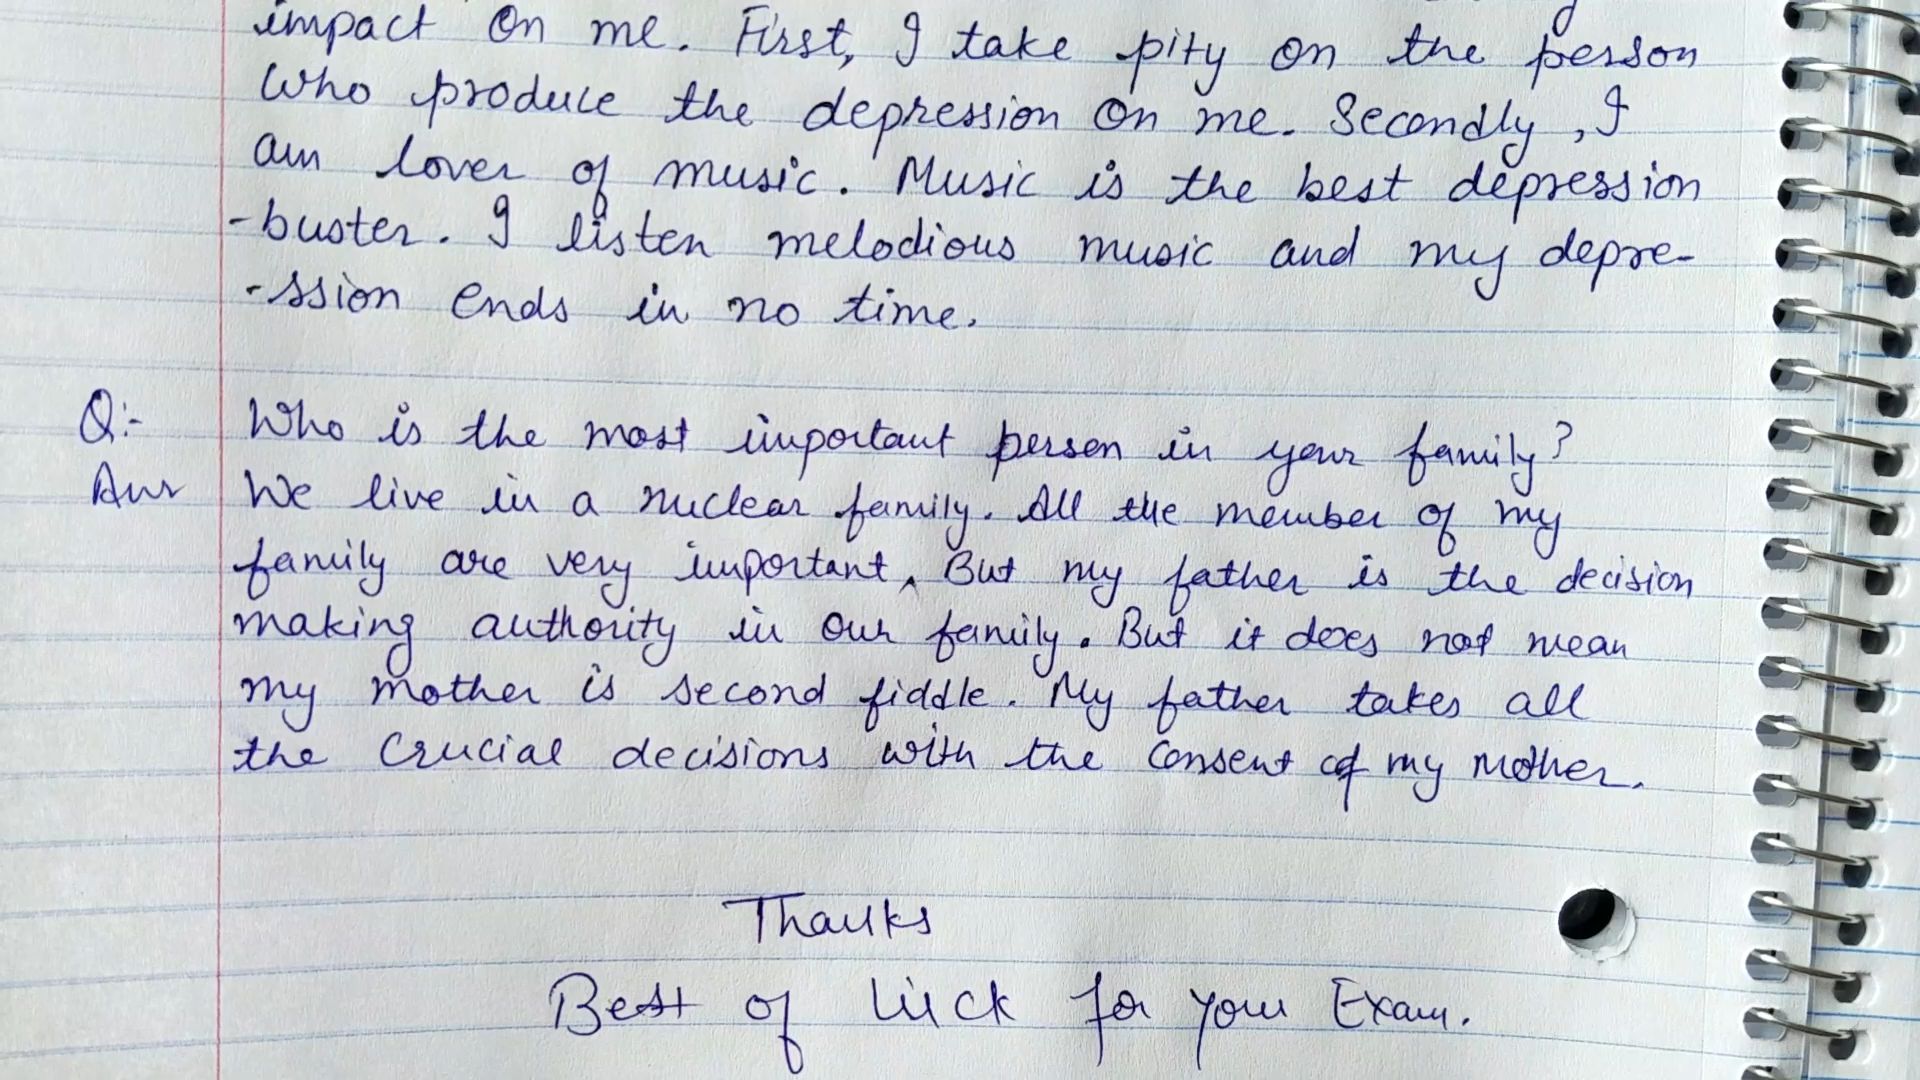 impact on me. First, I take pity on the person
who produce the depression on me. Secondly, I
am lover of music. Music is the best depression
-buster. I listen melodious music and my depre-
-ssion ends in no time.
Q:- Who is the most important person in your family?
Ans We live in a nuclear family. All the member of my
family are very important. But my father is the decision
making authority in our family. But it does not mean
my mother is second fiddle. My father takes all
the crucial decisions with the consent of my mother.
Thanks
Best of Luck for your Exam.